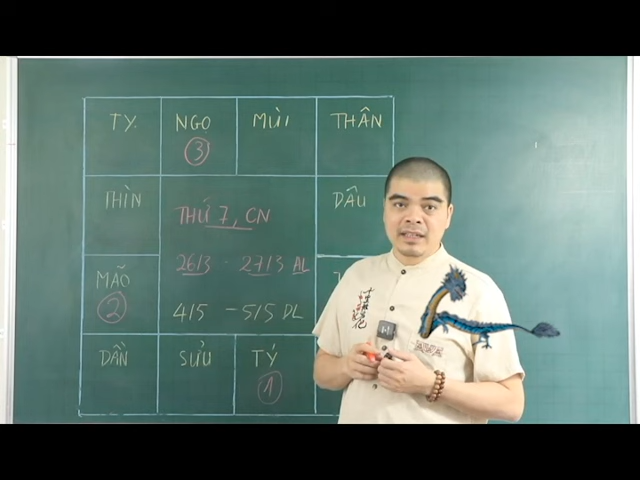 TỴ. NGỌ MÙI THÂN
③
THÌN DẬU
THỨ 7, CN
26/3 - 27/3 AL
MÃO
②
4/5 - 5/5 DL
DẦN SỬU TÝ
①